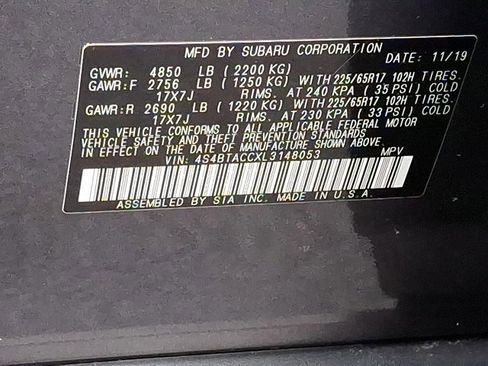 MFD BY SUBARU CORPORATION DATE: 11/19
GVWR: 4850 LB (2200 KG)
GAWR:F 2756 LB (1250 KG) WITH 225/65R17 102H TIRES.
17X7J RIMS. AT 240 KPA (35 PSI) COLD
GAWR:R 2690 LB (1220 KG) WITH 225/65R17 102H TIRES.
17X7J RIMS. AT 230 KPA (33 PSI) COLD
THIS VEHICLE CONFORMS TO ALL APPLICABLE FEDERAL MOTOR
VEHICLE SAFETY AND THEFT PREVENTION STANDARDS
IN EFFECT ON THE DATE OF MANUFACTURE SHOWN ABOVE.
VIN: 4S4BTACCXL3148053 MPV
ASSEMBLED BY SIA INC. MADE IN U.S.A.